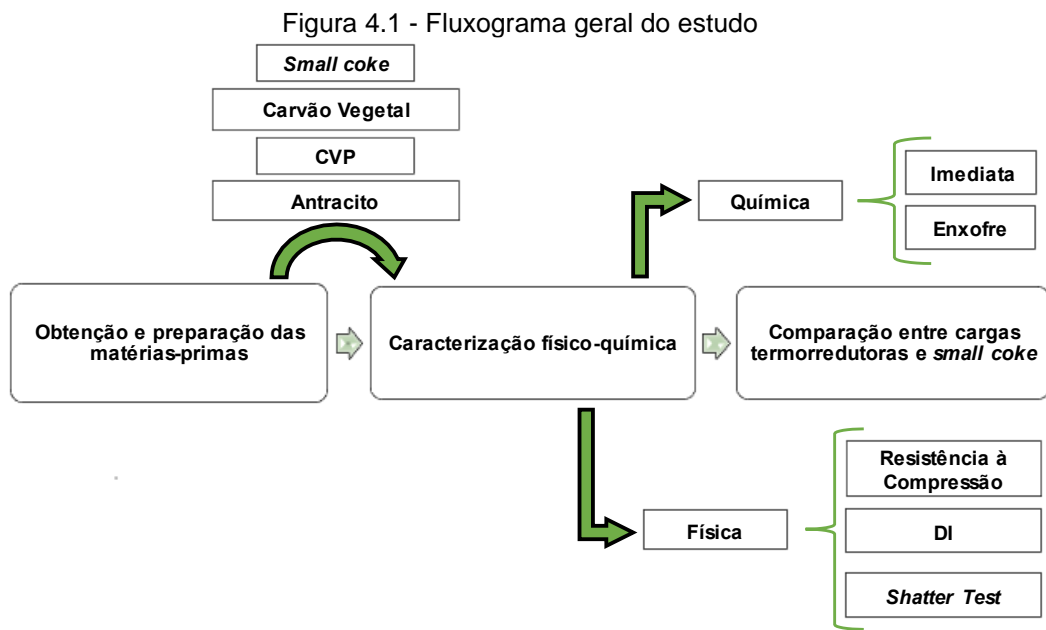 Figura 4.1 - Fluxograma geral do estudo
Small coke
Carvão Vegetal
CVP
Antracito
Química
Imediata
Enxofre
Obtenção e preparação das
matérias-primas
Caracterização físico-química
Comparação entre cargas
termorredutoras e small coke
Física
Resistência à
Compressão
DI
Shatter Test